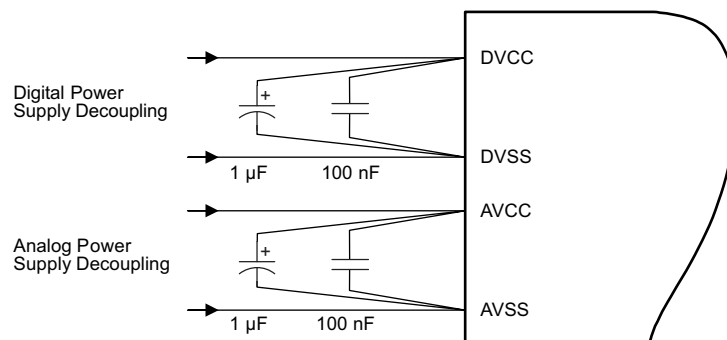 DVCC
Digital Power
Supply Decoupling
+
DVSS
1 µF
100 nF
AVCC
Analog Power
Supply Decoupling
+
AVSS
1 µF
100 nF